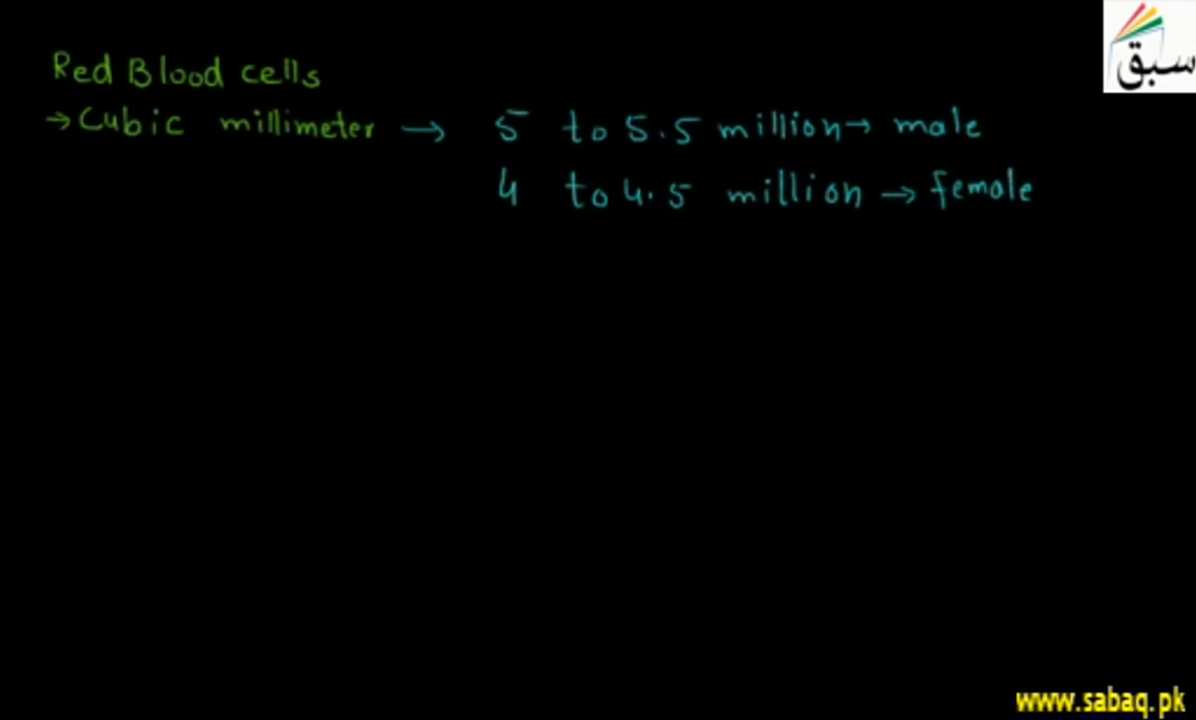 سبق
Red Blood cells
→ Cubic millimeter → 5 to 5.5 million → male
4 to 4.5 million → female
www.sabaq.pk